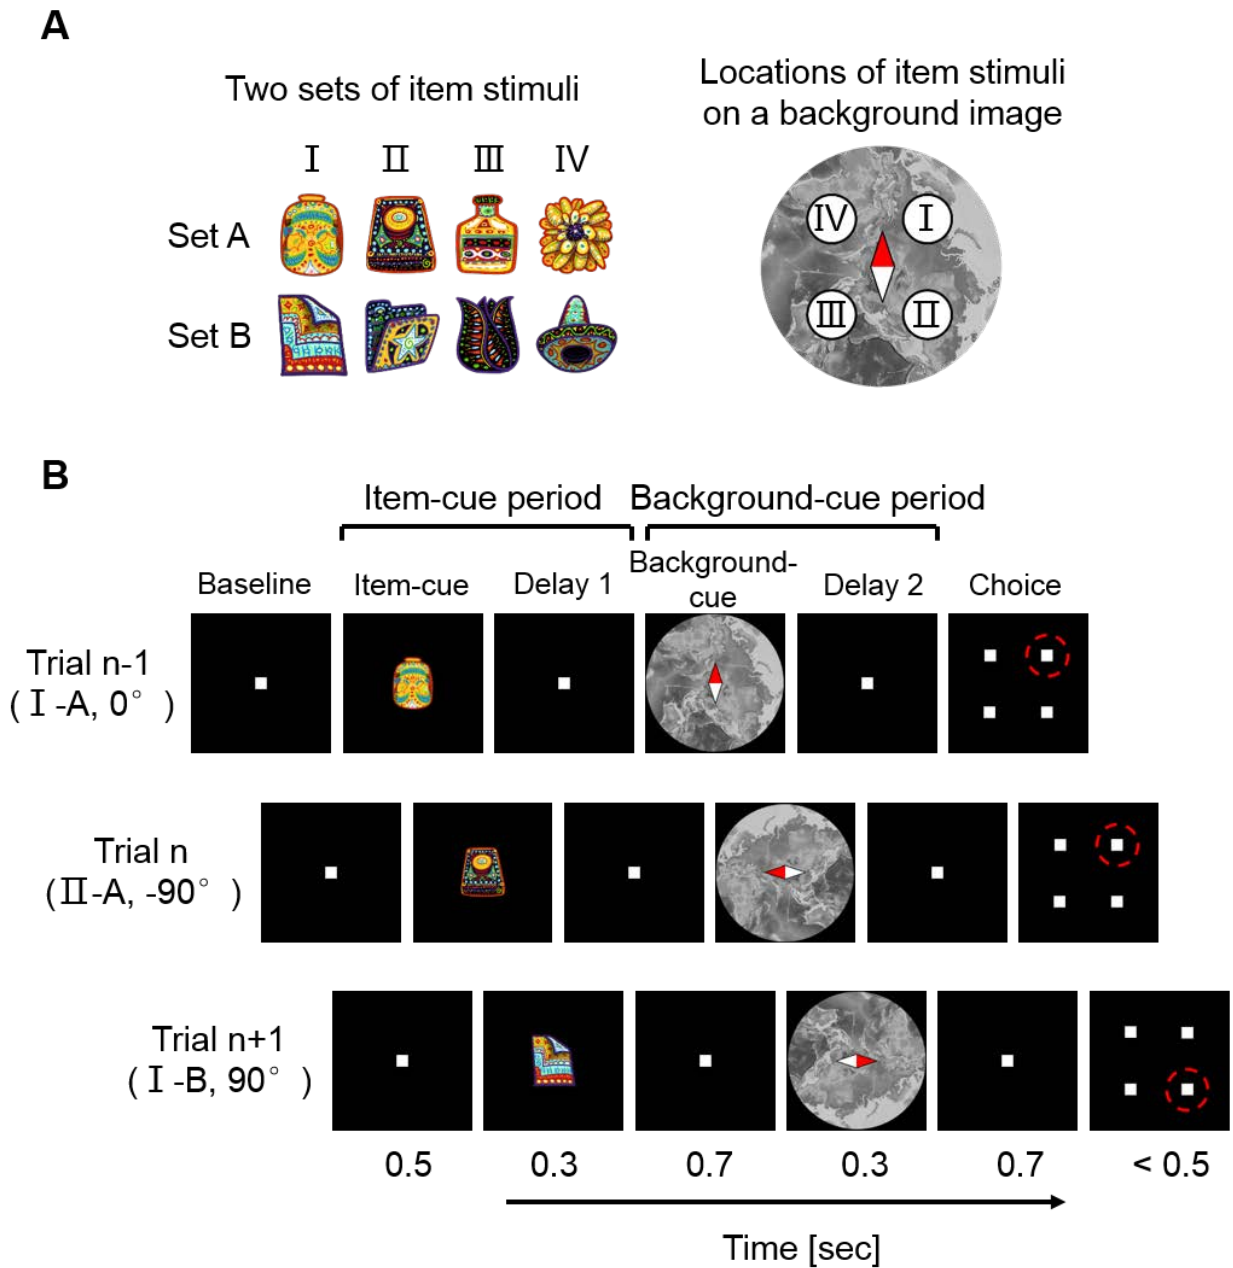 A
Two sets of item stimuli
Locations of item stimuli
on a background image
Ⅰ Ⅱ Ⅲ Ⅳ
Set A
Set B
Ⅳ Ⅰ
Ⅲ Ⅱ
B
Item-cue period Background-cue period
Baseline Item-cue Delay 1 Background-
cue Delay 2 Choice
Trial n-1
(Ⅰ-A, 0°)
Trial n
(Ⅱ-A, -90°)
Trial n+1
(Ⅰ-B, 90°)
0.5 0.3 0.7 0.3 0.7 < 0.5
Time [sec]